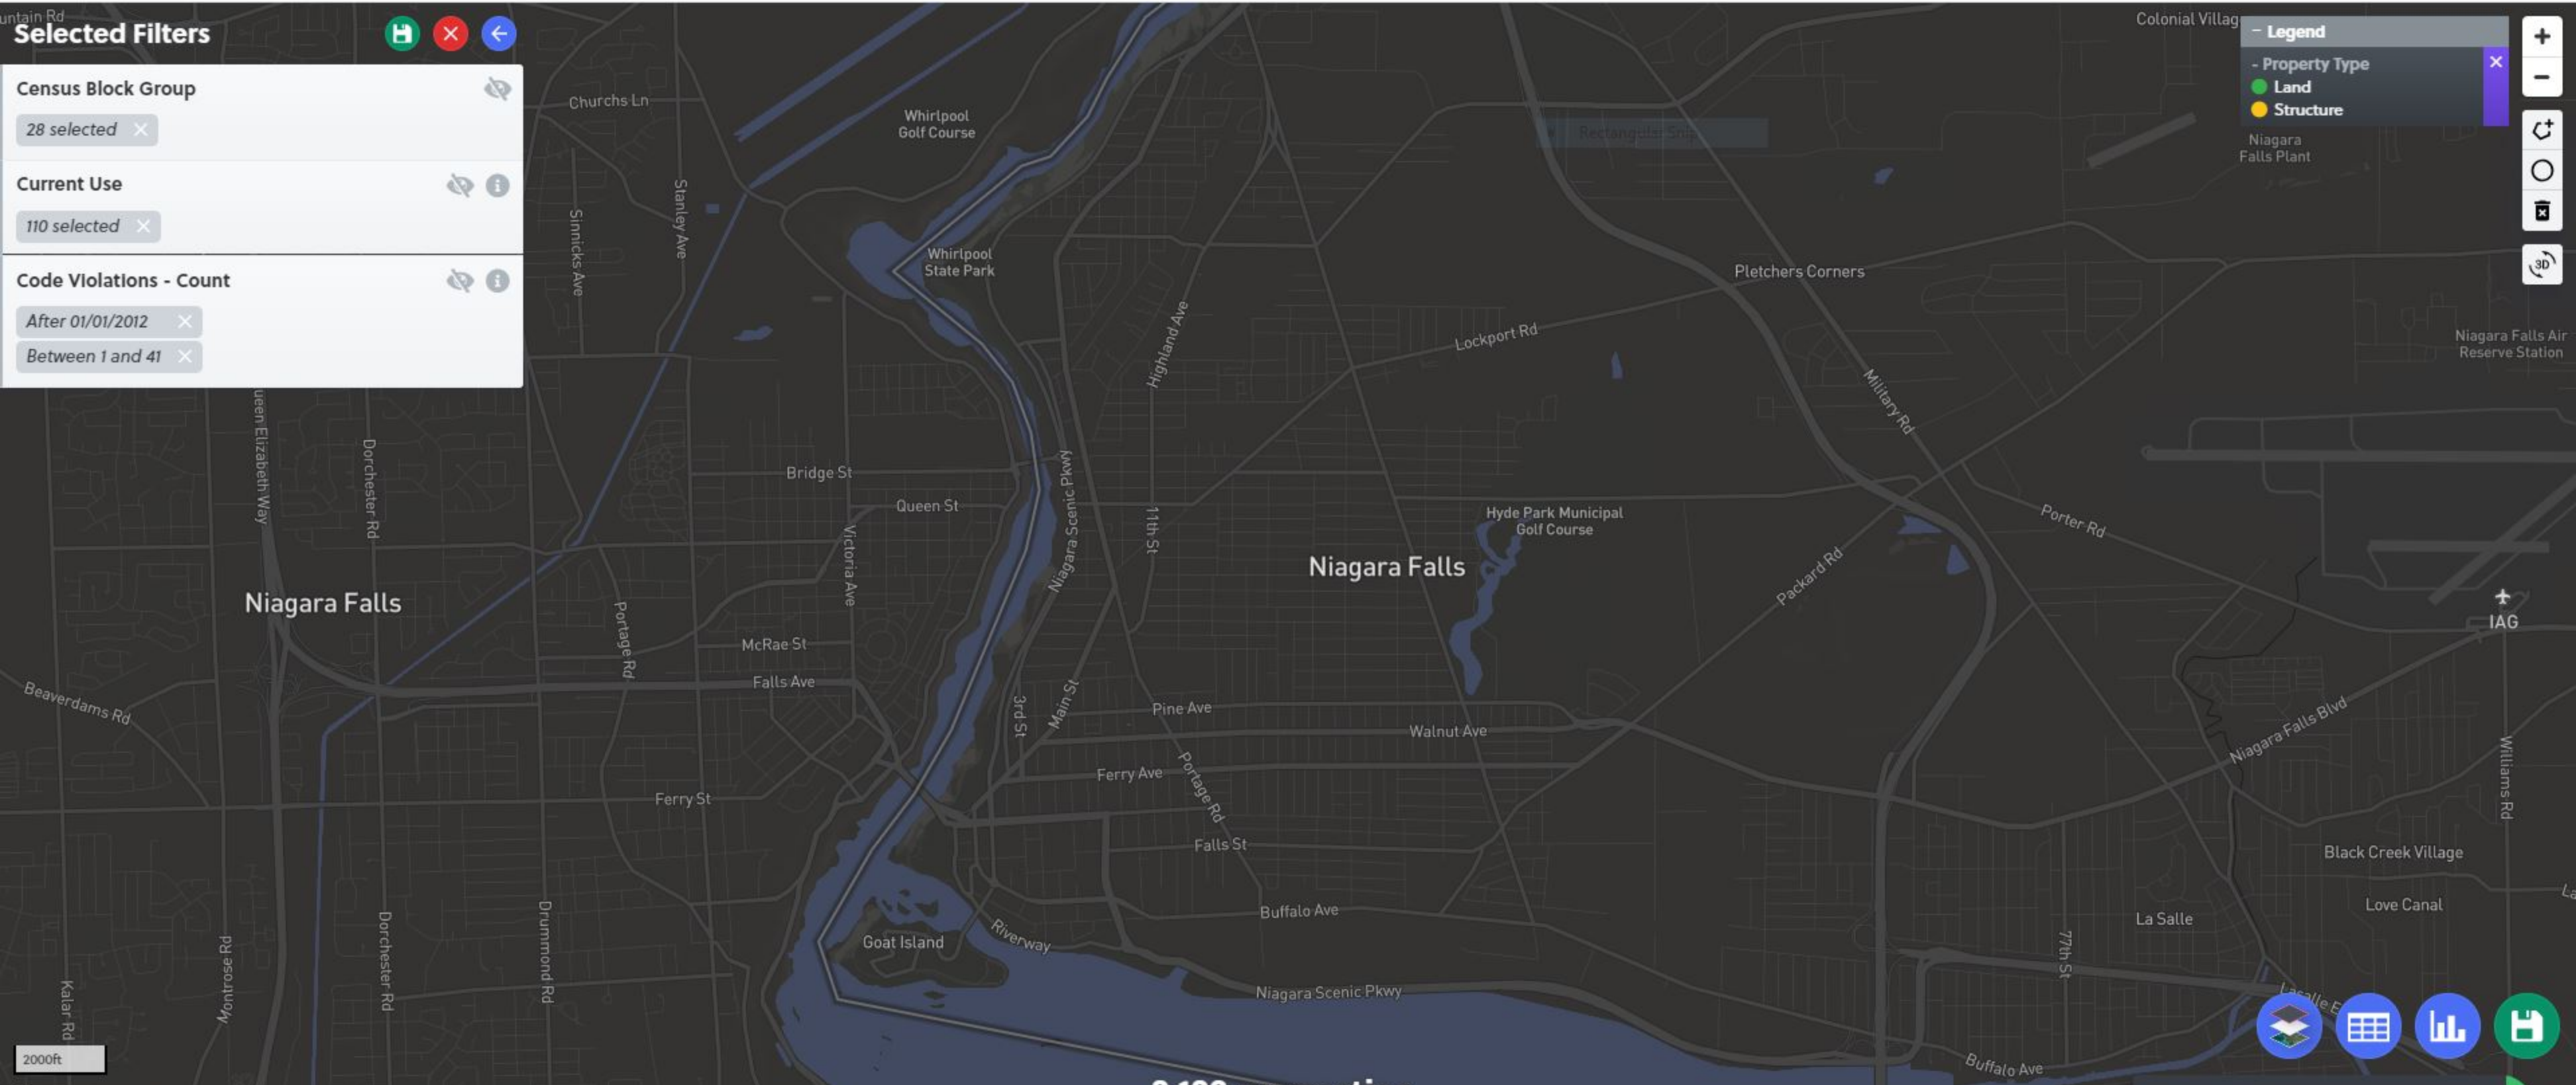 untain Rd
Selected Filters
Census Block Group
28 selected
Current Use
110 selected
Code Violations - Count
After 01/01/2012
Between 1 and 41
Legend
- Property Type
Land
Structure
3D
Colonial Villag
Niagara
Falls Plant
Churchs Ln
Whirlpool
Golf Course
Rectangular Snip
Stanley Ave
Sinnicks Ave
Whirlpool
State Park
Pletchers Corners
Highland Ave
Lockport Rd
Niagara Falls Air
Reserve Station
Military Rd
ueen Elizabeth Way
Dorchester Rd
Bridge St
Queen St
Victoria Ave
Niagara Scenic Pkwy
11th St
Hyde Park Municipal
Golf Course
Porter Rd
Niagara Falls
Niagara Falls
Packard Rd
IAG
Portage Rd
McRae St
Falls Ave
Beaverdams Rd
3rd St
Main St
Pine Ave
Walnut Ave
Niagara Falls Blvd
Williams Rd
Ferry Ave
Portage Rd
Ferry St
Falls St
Black Creek Village
Love Canal
La
La Salle
Buffalo Ave
Goat Island
Riverway
77th St
Drummond Rd
Dorchester Rd
Montrose Rd
Kalar Rd
Niagara Scenic Pkwy
Lasalle E
Buffalo Ave
2000ft